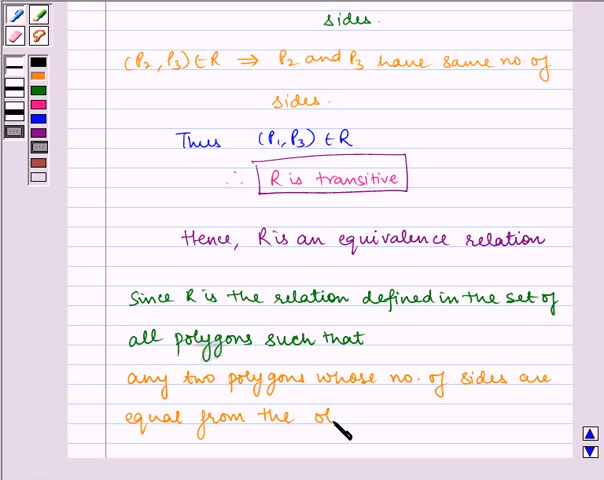 sides.
(P2, P3) ∈ R ⇒ P2 and P3 have same no. of
sides.
Thus (P1, P3) ∈ R
∴ R is transitive
Hence, R is an equivalence relation
Since R is the relation defined in the set of
all polygons such that
any two polygons whose no. of sides are
equal from the